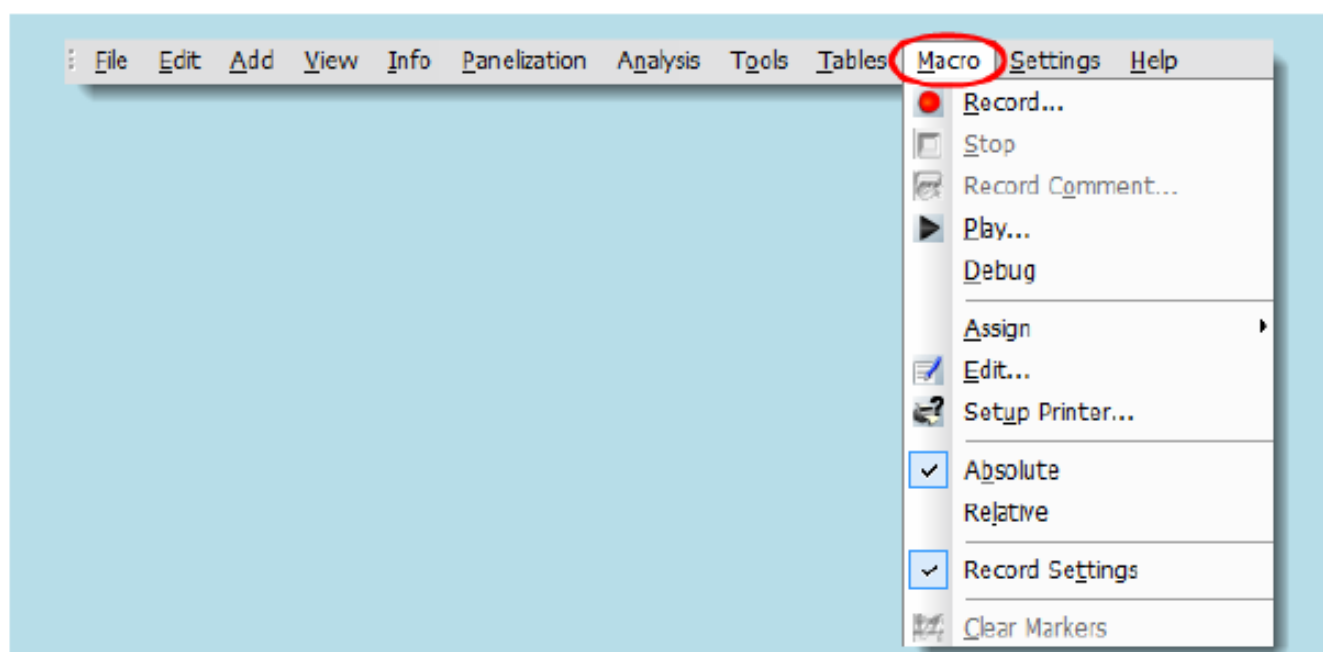 File Edit Add View Info Panelization Analysis Tools Tables Macro Settings Help
Record...
Stop
Record Comment...
Play...
Debug
Assign
Edit...
Setup Printer...
Absolute
Relative
Record Settings
Clear Markers